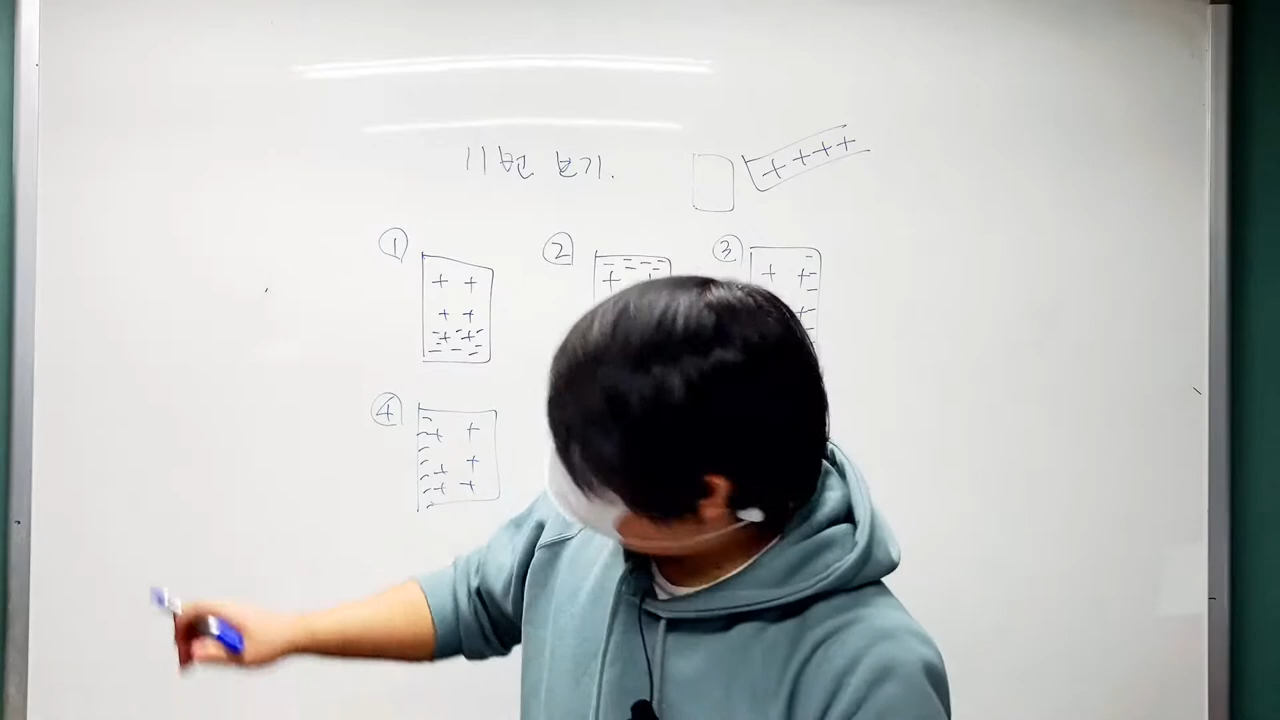 11번 보기.
+ + + +
① ② ③
④